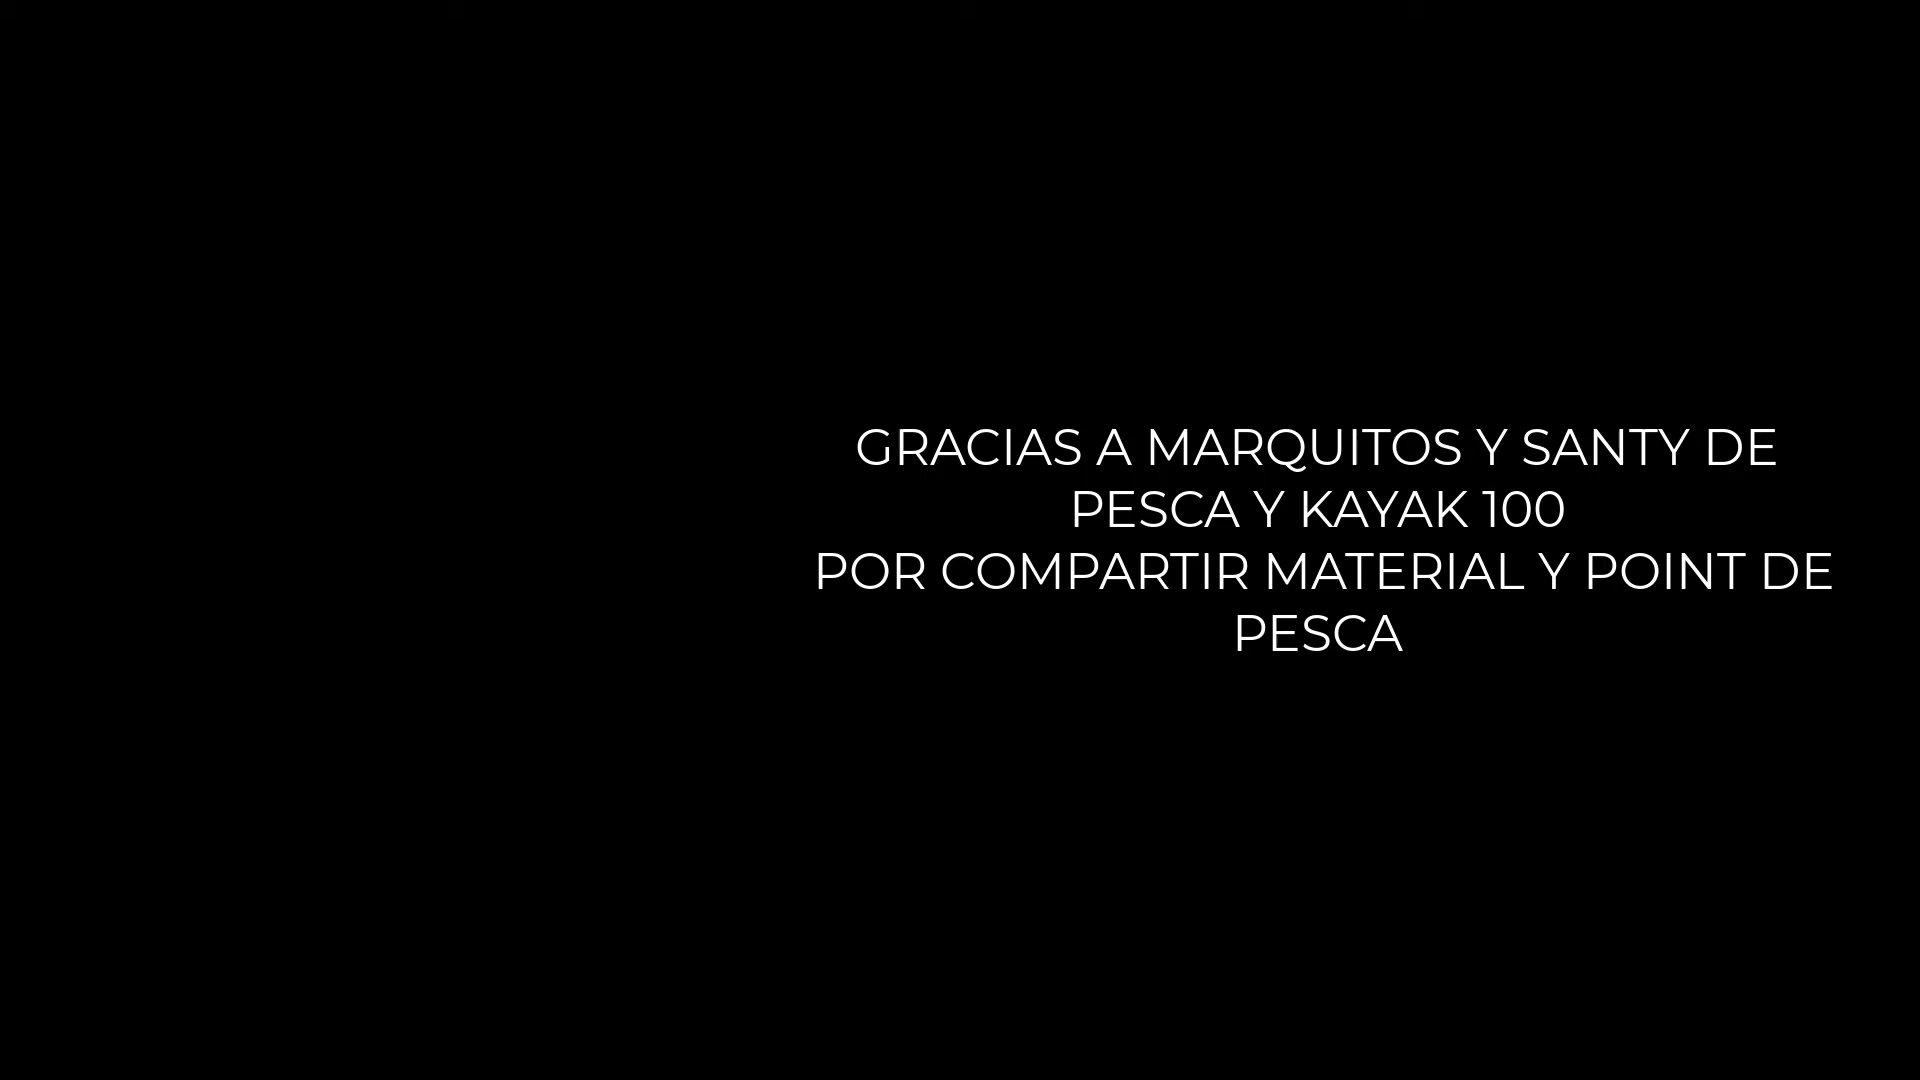 GRACIAS A MARQUITOS Y SANTY DE
PESCA Y KAYAK 100
POR COMPARTIR MATERIAL Y POINT DE
PESCA